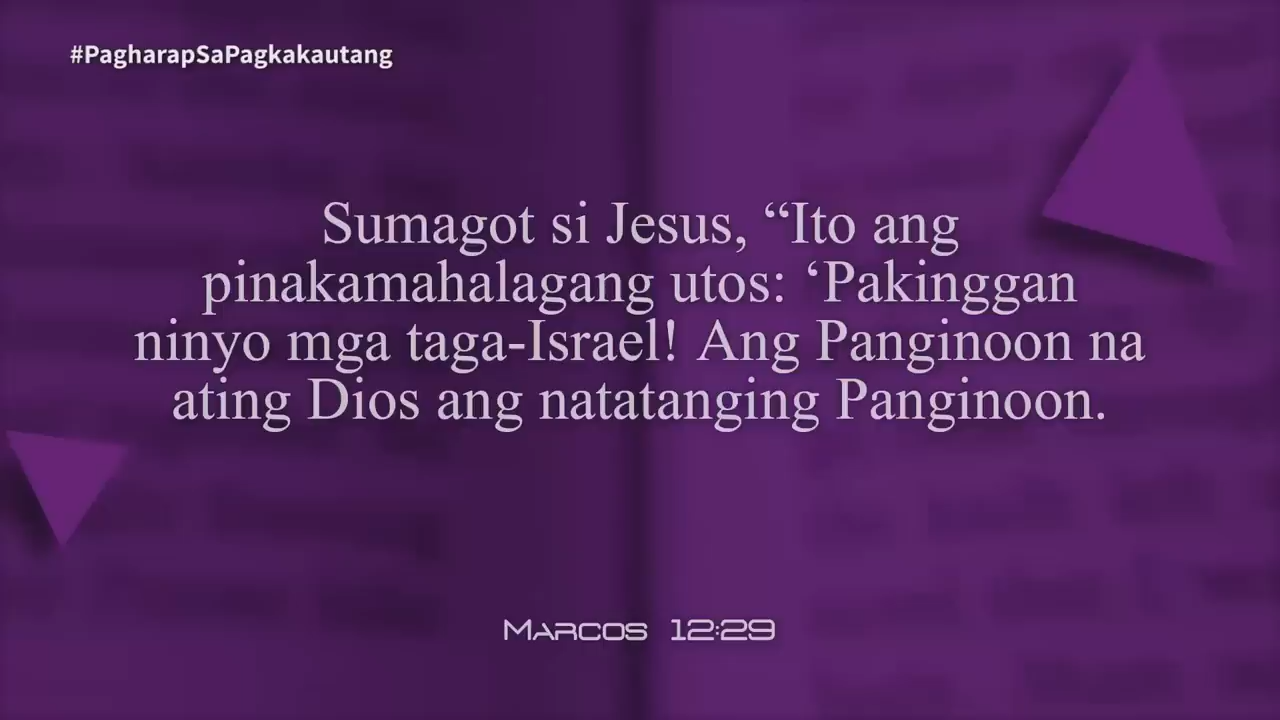 #PagharapSaPagkakautang
Sumagot si Jesus, “Ito ang
pinakamahalagang utos: ‘Pakinggan
ninyo mga taga-Israel! Ang Panginoon na
ating Dios ang natatanging Panginoon.
Marcos 12:29